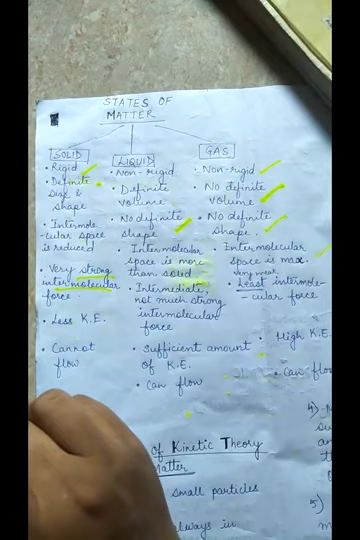 STATES OF
MATTER
SOLID
• Rigid
• Definite
size &
shape
• Intermole
-cular space
is reduced
• Very strong
intermolecular
force.
• Less K.E.
• Cannot
flow
LIQUID
• Non-rigid
• Definite
volume
• No definite
shape
• Intermolecular
space is more
than solid
• Intermediate,
not much strong
intermolecular
force
• Sufficient amount
of K.E.
• Can flow
GAS
• Non-rigid
• No definite
volume
• No definite
shape.
• Intermolecular
space is max.
very weak
• Least intermole-
-cular force
• High K.E.
• Can flow
of Kinetic Theory
Matter
small particles
always in
4)
5)